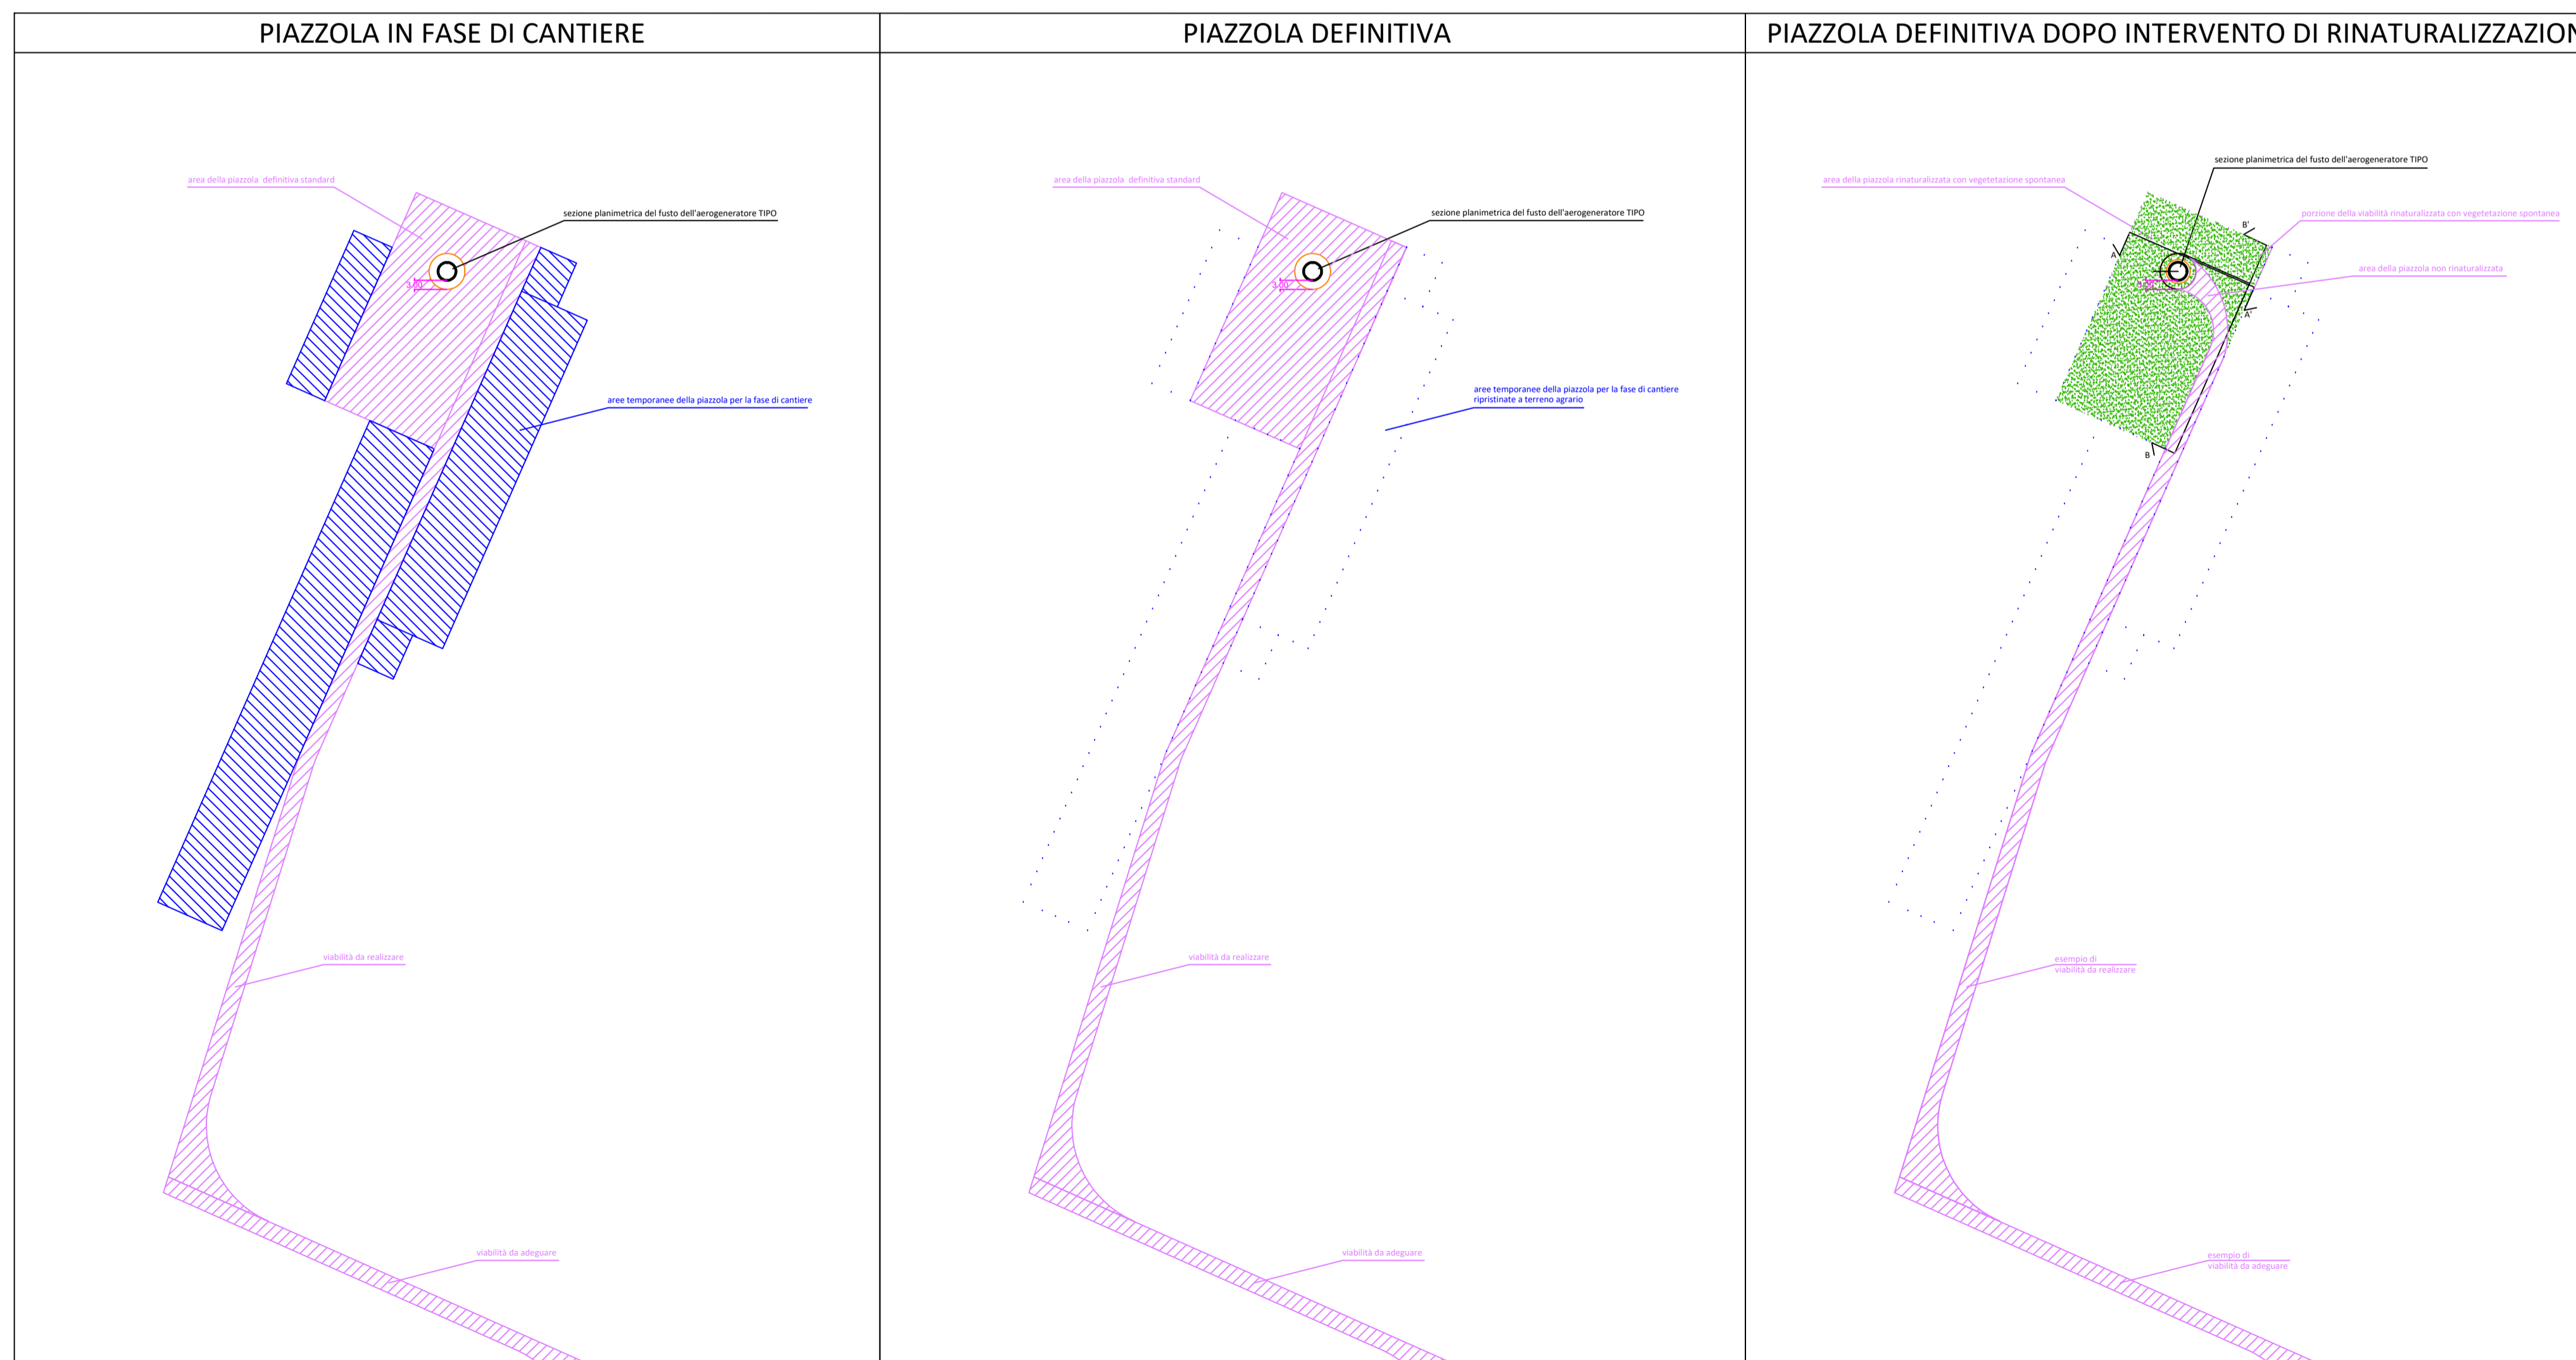 PIAZZOLA IN FASE DI CANTIERE
area della piazzola definitiva standard
sezione planimetrica del fusto dell'aerogeneratore TIPO
3.00
aree temporanee della piazzola per la fase di cantiere
viabilità da realizzare
viabilità da adeguare
PIAZZOLA DEFINITIVA
area della piazzola definitiva standard
sezione planimetrica del fusto dell'aerogeneratore TIPO
3.00
aree temporanee della piazzola per la fase di cantiere
ripristinate a terreno agrario
viabilità da realizzare
viabilità da adeguare
PIAZZOLA DEFINITIVA DOPO INTERVENTO DI RINATURALIZZAZION
sezione planimetrica del fusto dell'aerogeneratore TIPO
area della piazzola rinaturalizzata con vegetetazione spontanea
porzione della viabilità rinaturalizzata con vegetetazione spontanea
B'
A
area della piazzola non rinaturalizzata
A'
B
esempio di
viabilità da realizzare
esempio di
viabilità da adeguare